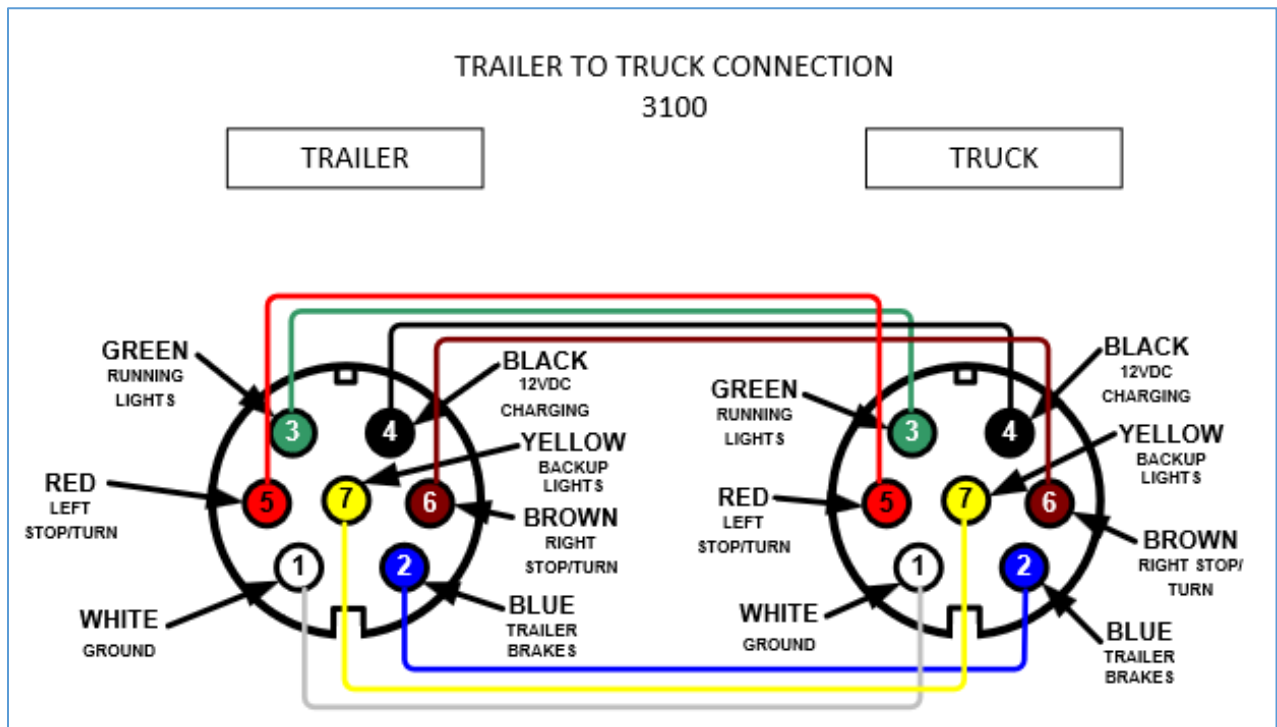 TRAILER TO TRUCK CONNECTION
3100
TRAILER
TRUCK
GREEN
RUNNING
LIGHTS
BLACK
12VDC
CHARGING
YELLOW
BACKUP
LIGHTS
RED
LEFT
STOP/TURN
BROWN
RIGHT
STOP/TURN
WHITE
GROUND
BLUE
TRAILER
BRAKES
3
4
5
7
6
1
2
GREEN
RUNNING
LIGHTS
BLACK
12VDC
CHARGING
YELLOW
BACKUP
LIGHTS
RED
LEFT
STOP/TURN
BROWN
RIGHT STOP/
TURN
WHITE
GROUND
BLUE
TRAILER
BRAKES
3
4
5
7
6
1
2